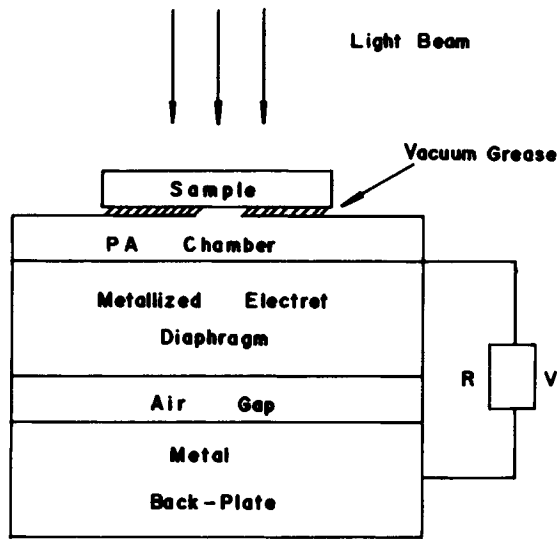 Light Beam
Vacuum Grease
Sample
PA Chamber
Metallized Electret
Diaphragm
R V
Air Gap
Metal
Back-Plate